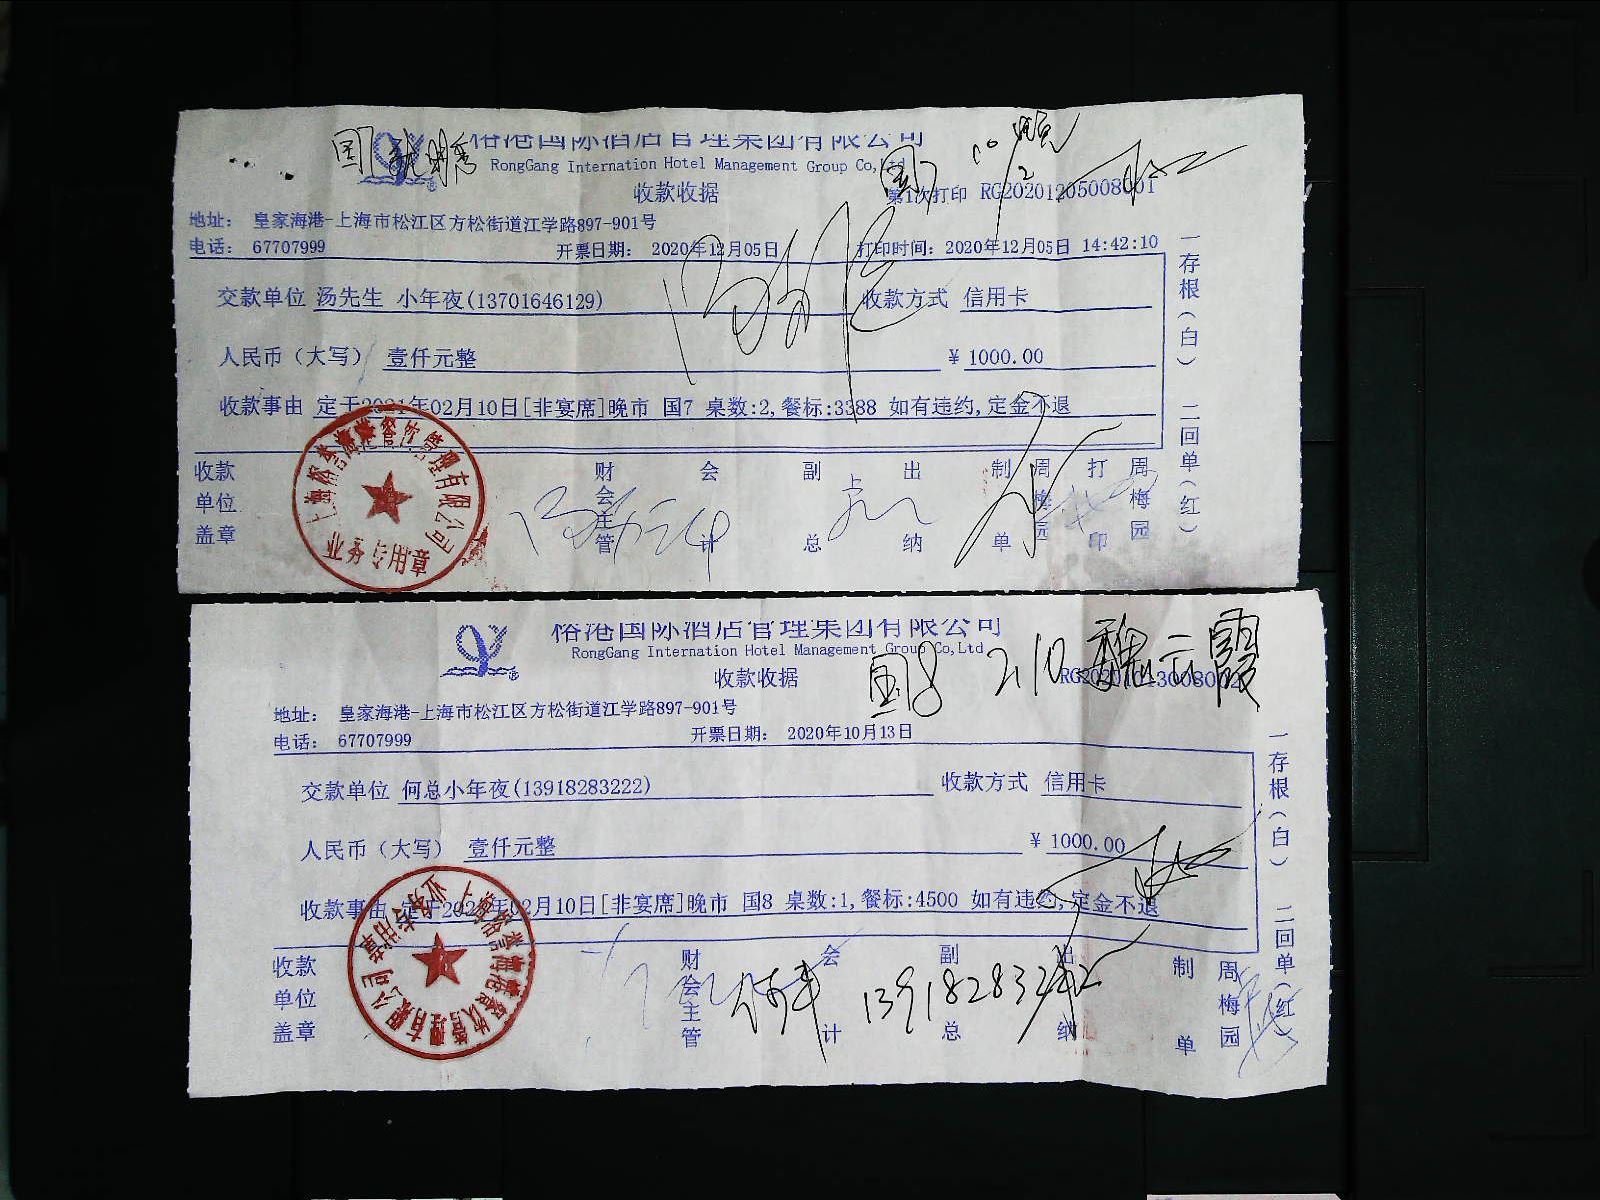 裕港国际酒店管理集团有限公司
RongGang Internation Hotel Management Group Co,Ltd
收款收据
第1次打印 RG20201205008001
地址： 皇家海港-上海市松江区方松街道江学路897-901号
电话： 67707999 开票日期： 2020年12月05日 打印时间：2020年12月05日 14:42:10
交款单位 汤先生 小年夜(13701646129) 收款方式 信用卡
人民币（大写） 壹仟元整 ¥ 1000.00
收款事由 定于2021年02月10日[非宴席]晚市 国7 桌数:2,餐标:3388 如有违约,定金不退
收款单位盖章 财会主管 会计 副总 出纳 制单 周梅园 打印 周梅园
一存根（白） 二回单（红）
业务专用章
裕港国际酒店管理集团有限公司
RongGang Internation Hotel Management Group Co,Ltd
收款收据
国8 2/10 魏云霞
地址： 皇家海港-上海市松江区方松街道江学路897-901号
电话： 67707999 开票日期： 2020年10月13日
交款单位 何总小年夜(13918283222) 收款方式 信用卡
人民币（大写） 壹仟元整 ¥ 1000.00
收款事由 定于2021年02月10日[非宴席]晚市 国8 桌数:1,餐标:4500 如有违约,定金不退
收款单位盖章 财会主管 会计 副总 出纳 制单 周梅园
一存根（白） 二回单（红）
业务专用章